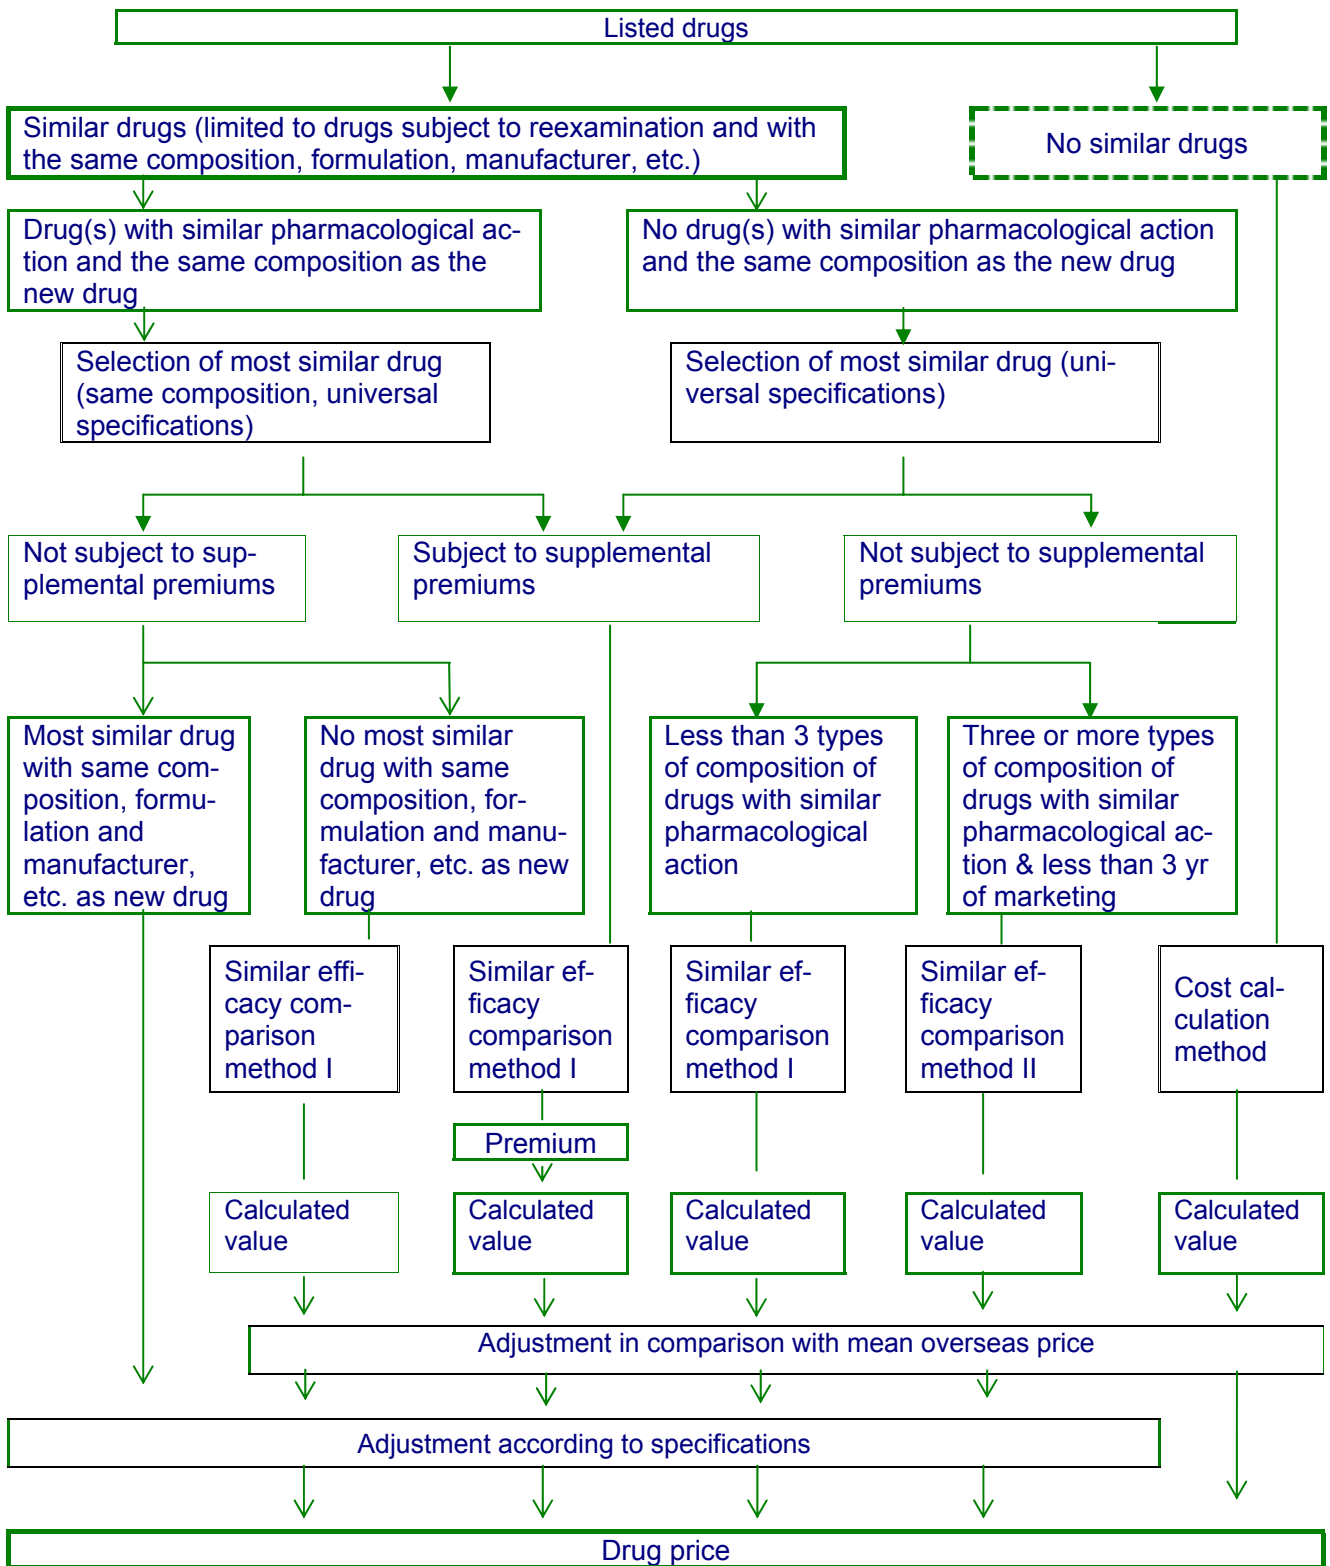 Listed drugs
Similar drugs (limited to drugs subject to reexamination and with
the same composition, formulation, manufacturer, etc.)
No similar drugs
Drug(s) with similar pharmacological ac-
tion and the same composition as the
new drug
No drug(s) with similar pharmacological action
and the same composition as the new drug
Selection of most similar drug
(same composition, universal
specifications)
Selection of most similar drug (uni-
versal specifications)
Not subject to sup-
plemental premiums
Subject to supplemental
premiums
Not subject to supplemental
premiums
Most similar drug
with same com-
position, formu-
lation and
manufacturer,
etc. as new drug
No most similar
drug with same
composition, for-
mulation and manu-
facturer, etc. as new
drug
Less than 3 types
of composition of
drugs with similar
pharmacological
action
Three or more types
of composition of
drugs with similar
pharmacological ac-
tion & less than 3 yr
of marketing
Similar effi-
cacy com-
parison
method I
Similar ef-
ficacy
comparison
method I
Similar ef-
ficacy
comparison
method I
Similar ef-
ficacy
comparison
method II
Cost cal-
culation
method
Premium
Calculated
value
Calculated
value
Calculated
value
Calculated
value
Calculated
value
Adjustment in comparison with mean overseas price
Adjustment according to specifications
Drug price